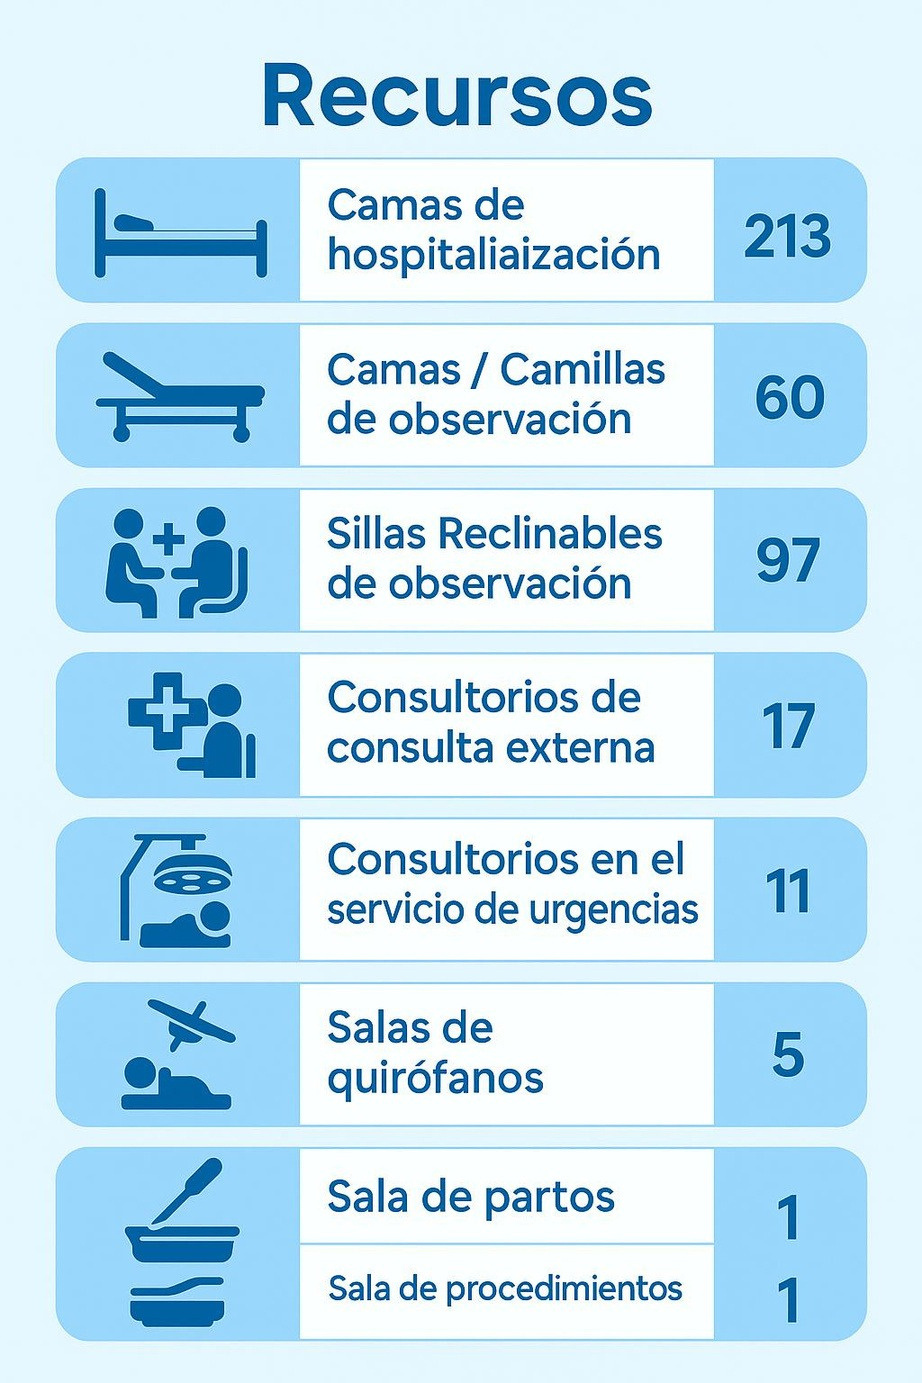 Recursos
Camas de
hospitaliaización
213
Camas / Camillas
de observación
60
Sillas Reclinables
de observación
97
Consultorios de
consulta externa
17
Consultorios en el
servicio de urgencias
11
Salas de
quirófanos
5
Sala de partos
1
Sala de procedimientos
1